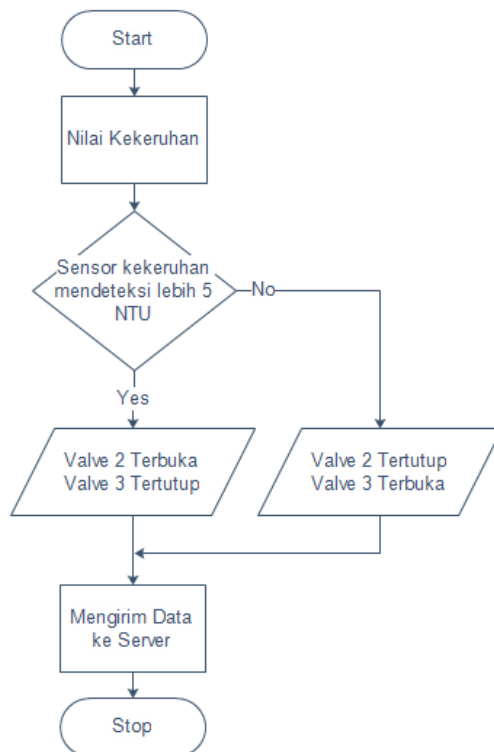 Start
Nilai Kekeruhan
Sensor kekeruhan
mendeteksi lebih 5
NTU
No
Yes
Valve 2 Terbuka
Valve 3 Tertutup
Valve 2 Tertutup
Valve 3 Terbuka
Mengirim Data
ke Server
Stop